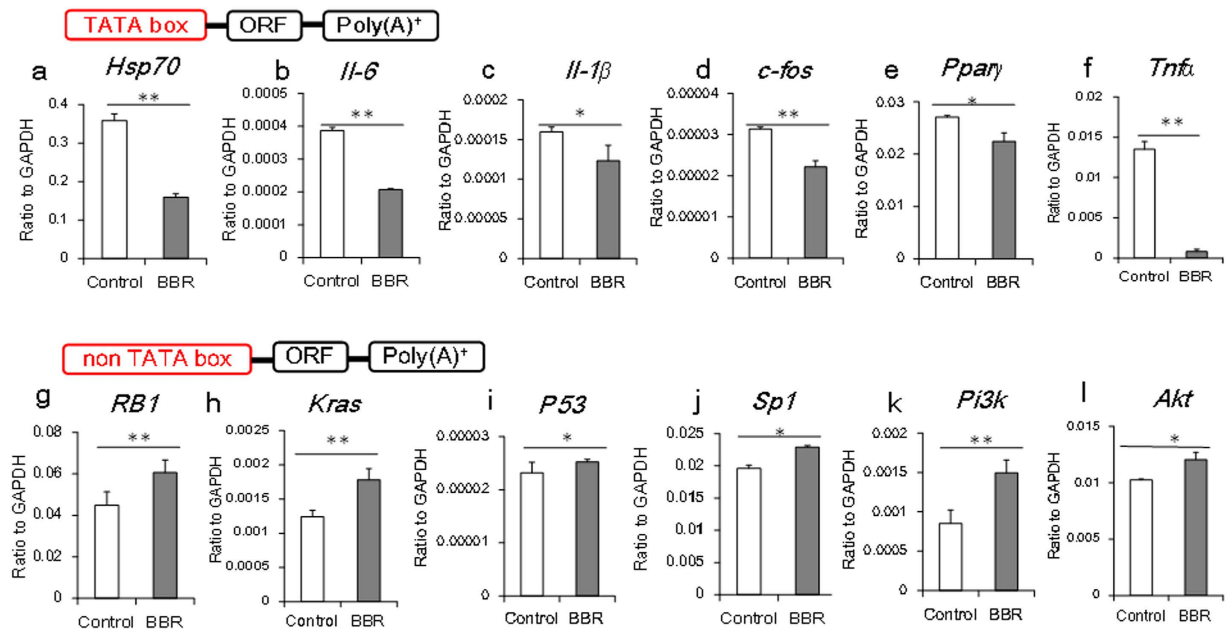 TATA box ORF Poly(A)+
a Hsp70
Ratio to GAPDH
0.4
0.3
0.2
0.1
0
**
Control BBR
b Il-6
Ratio to GAPDH
0.0005
0.0004
0.0003
0.0002
0.0001
0
**
Control BBR
c Il-1β
Ratio to GAPDH
0.0002
0.00015
0.0001
0.00005
0
*
Control BBR
d c-fos
Ratio to GAPDH
0.00004
0.00003
0.00002
0.00001
0
**
Control BBR
e Pparγ
Ratio to GAPDH
0.03
0.02
0.01
0.00
*
Control BBR
f Tnfα
Ratio to GAPDH
0.015
0.01
0.005
0
**
Control BBR
non TATA box ORF Poly(A)+
g RB1
Ratio to GAPDH
0.08
0.06
0.04
0.02
0.00
**
Control BBR
h Kras
Ratio to GAPDH
0.0025
0.002
0.0015
0.001
0.0005
0
**
Control BBR
i P53
Ratio to GAPDH
0.00003
0.00002
0.00001
0
*
Control BBR
j Sp1
Ratio to GAPDH
0.025
0.02
0.015
0.01
0.005
0
*
Control BBR
k Pi3k
Ratio to GAPDH
0.002
0.0015
0.001
0.0005
0
**
Control BBR
l Akt
Ratio to GAPDH
0.015
0.01
0.005
0
*
Control BBR